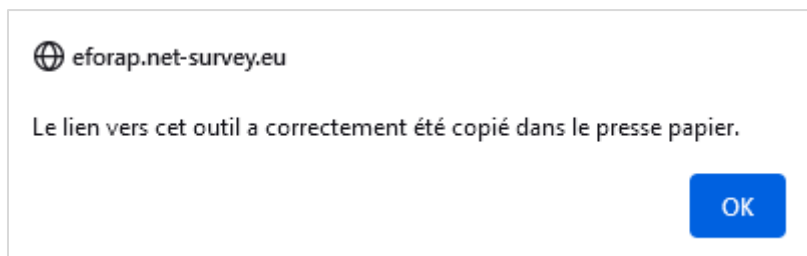 eforap.net-survey.eu
Le lien vers cet outil a correctement été copié dans le presse papier.
OK